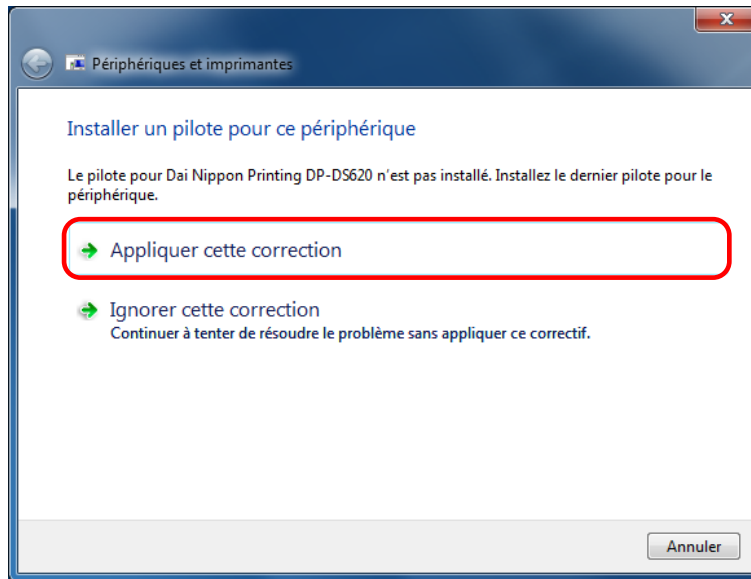 Périphériques et imprimantes
Installer un pilote pour ce périphérique
Le pilote pour Dai Nippon Printing DP-DS620 n'est pas installé. Installez le dernier pilote pour le
périphérique.
Appliquer cette correction
Ignorer cette correction
Continuer à tenter de résoudre le problème sans appliquer ce correctif.
Annuler